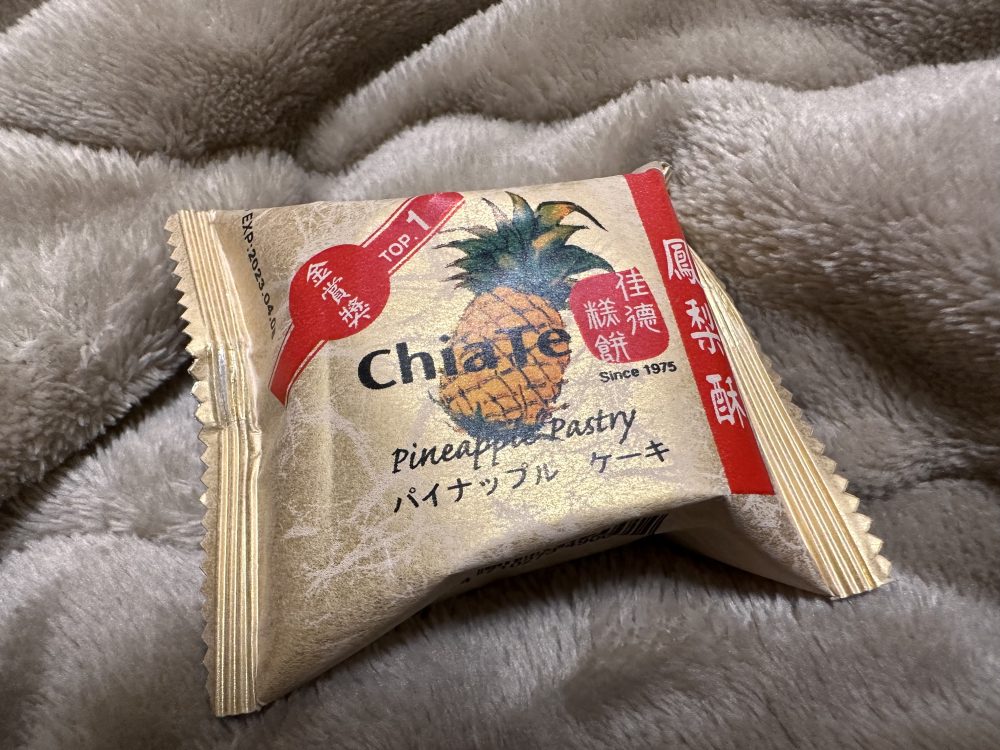 EXP:2023.04.0
TOP.1
金賞獎
ChiaTe
佳德
糕餅
Since 1975
Pineapple Pastry
パイナップル ケーキ
鳳梨酥